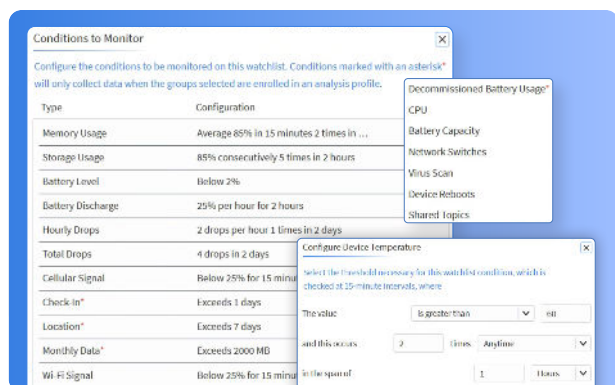 Conditions to Monitor
Configure the conditions to be monitored on this watchlist. Conditions marked with an asterisk*
will only collect data when the groups selected are enrolled in an analysis profile.
Type Configuration
Memory Usage Average 85% in 15 minutes 2 times in ...
Storage Usage 85% consecutively 5 times in 2 hours
Battery Level Below 2%
Battery Discharge 25% per hour for 2 hours
Hourly Drops 2 drops per hour 1 times in 2 days
Total Drops 4 drops in 2 days
Cellular Signal Below 25% for 15 minu
Check-In* Exceeds 1 days
Location* Exceeds 7 days
Monthly Data* Exceeds 2000 MB
Wi-Fi Signal Below 25% for 15 minu
Decommissioned Battery Usage*
CPU
Battery Capacity
Network Switches
Virus Scan
Device Reboots
Shared Topics
Configure Device Temperature
Select the threshold necessary for this watchlist condition, which is
checked at 15-minute intervals, where
The value is greater than 60
and this occurs 2 times Anytime
in the span of 1 Hours